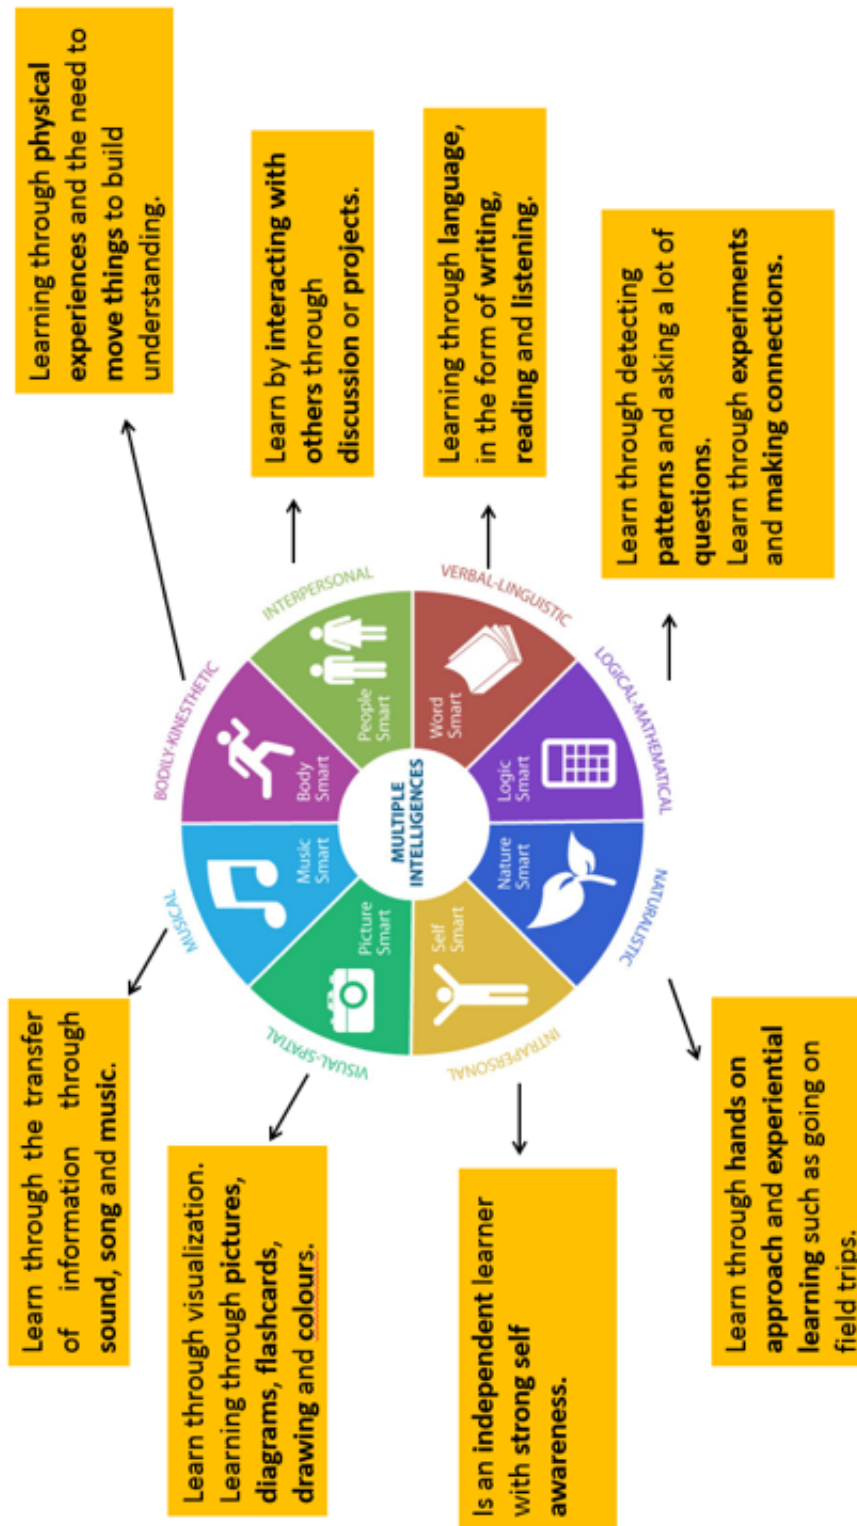 Learn through the transfer
of information through
sound, song and music.
Learning through physical
experiences and the need to
move things to build
understanding.
Learn through visualization.
Learning through pictures,
diagrams, flashcards,
drawing and colours.
Learn by interacting with
others through
discussion or projects.
Is an independent learner
with strong self
awareness.
Learning through language,
in the form of writing,
reading and listening.
Learn through hands on
approach and experiential
learning such as going on
field trips.
Learn through detecting
patterns and asking a lot of
questions.
Learn through experiments
and making connections.
MUSICAL
Music
Smart
BODILY-KINESTHETIC
Body
Smart
INTERPERSONAL
People
Smart
VERBAL-LINGUISTIC
Word
Smart
LOGICAL-MATHEMATICAL
Logic
Smart
NATURALISTIC
Nature
Smart
INTRAPERSONAL
Self
Smart
VISUAL-SPATIAL
Picture
Smart
MULTIPLE
INTELLIGENCES